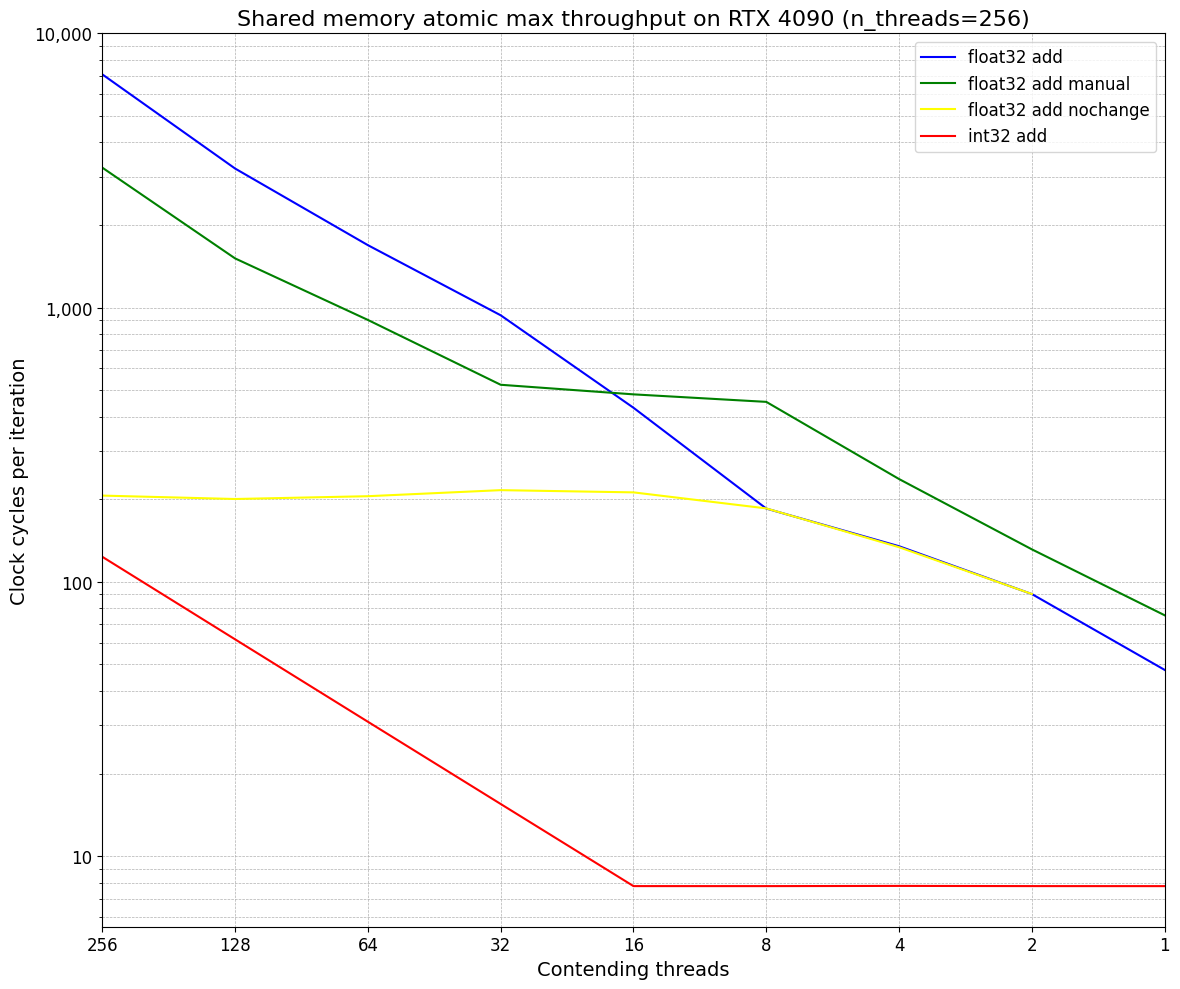 Shared memory atomic max throughput on RTX 4090 (n_threads=256)
float32 add
float32 add manual
float32 add nochange
int32 add
Clock cycles per iteration
10,000
1,000
100
10
256 128 64 32 16 8 4 2 1
Contending threads